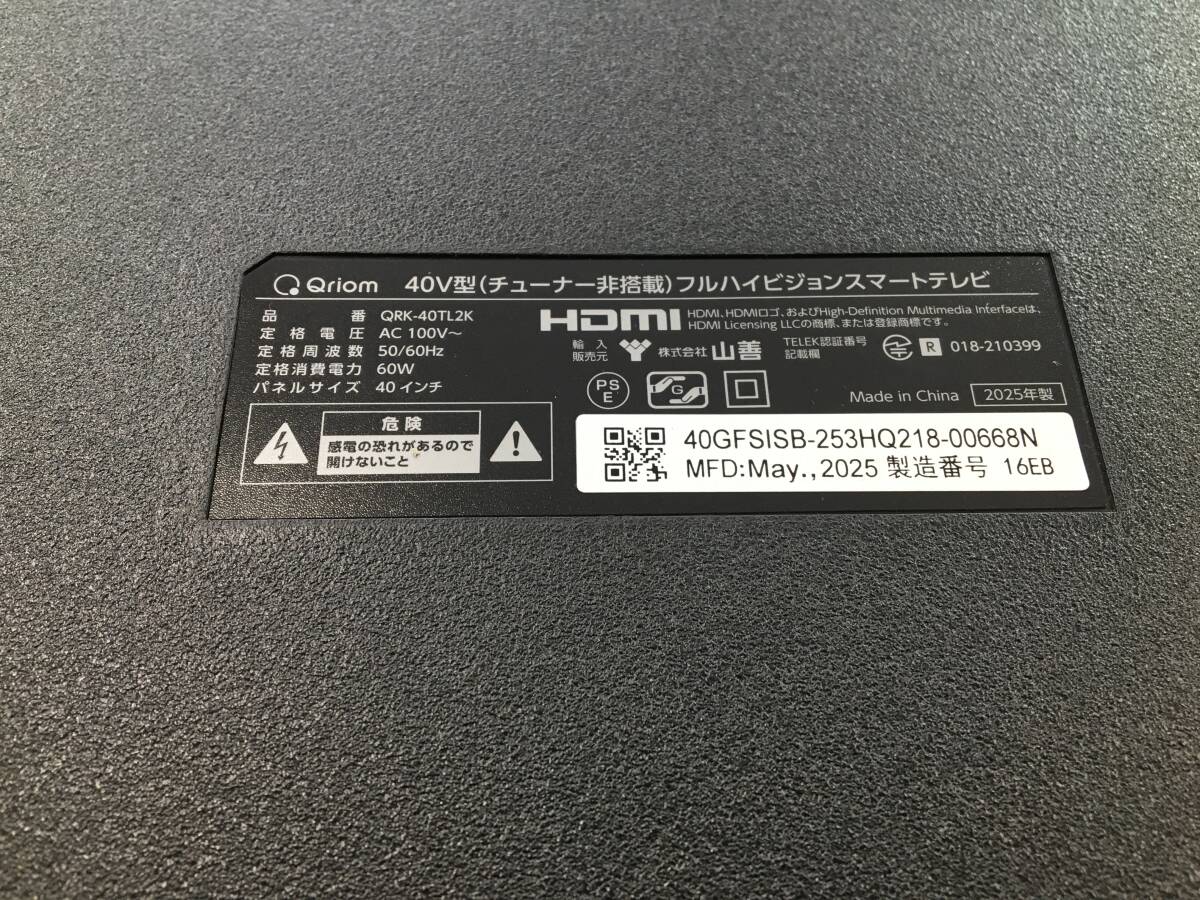 Qriom 40V型(チューナー非搭載)フルハイビジョンスマートテレビ
品番 QRK-40TL2K
定格電圧 AC 100V～
定格周波数 50/60Hz
定格消費電力 60W
パネルサイズ 40インチ
HDMI
HDMI、HDMIロゴ、およびHigh-Definition Multimedia Interfaceは、
HDMI Licensing LLCの商標、または登録商標です。
輸入
販売元
株式会社 山善
TELEK認証番号
記載欄
R 018-210399
PS
E
G
Made in China 2025年製
危険
感電の恐れがあるので
開けないこと
40GFSISB-253HQ218-00668N
MFD:May.,2025 製造番号 16EB